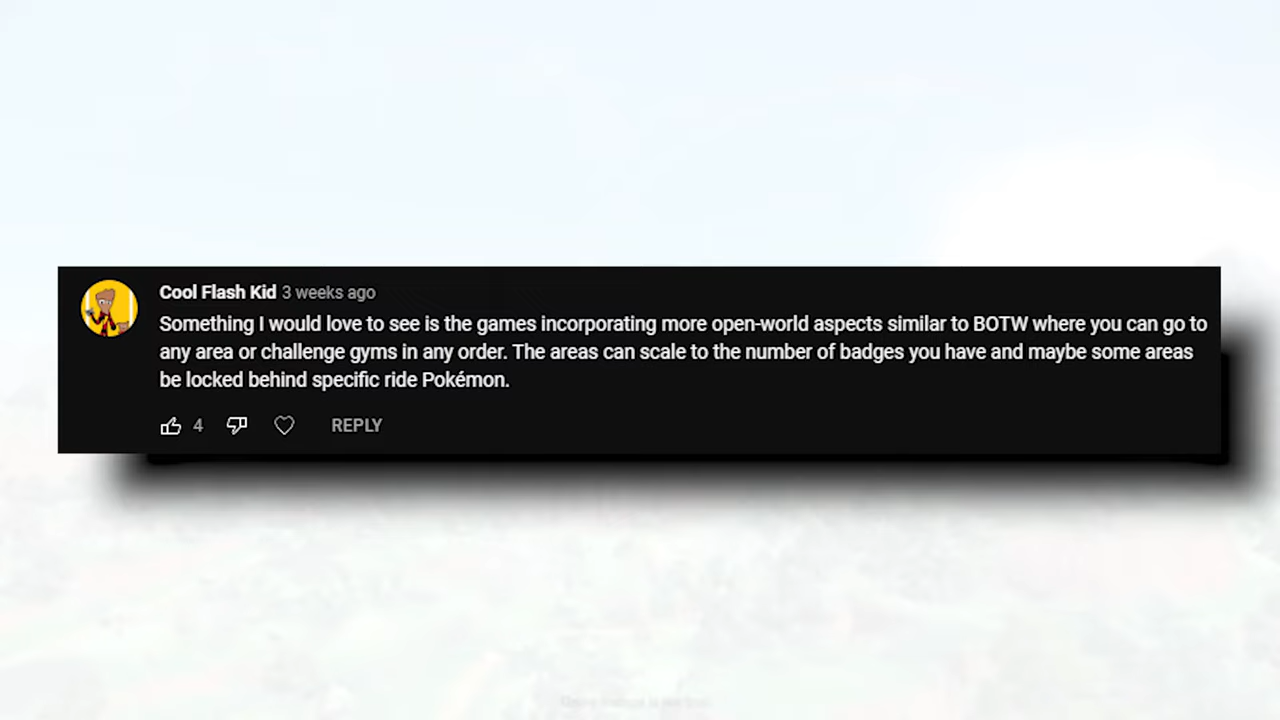 Cool Flash Kid 3 weeks ago
Something I would love to see is the games incorporating more open-world aspects similar to BOTW where you can go to
any area or challenge gyms in any order. The areas can scale to the number of badges you have and maybe some areas
be locked behind specific ride Pokémon.
4 REPLY